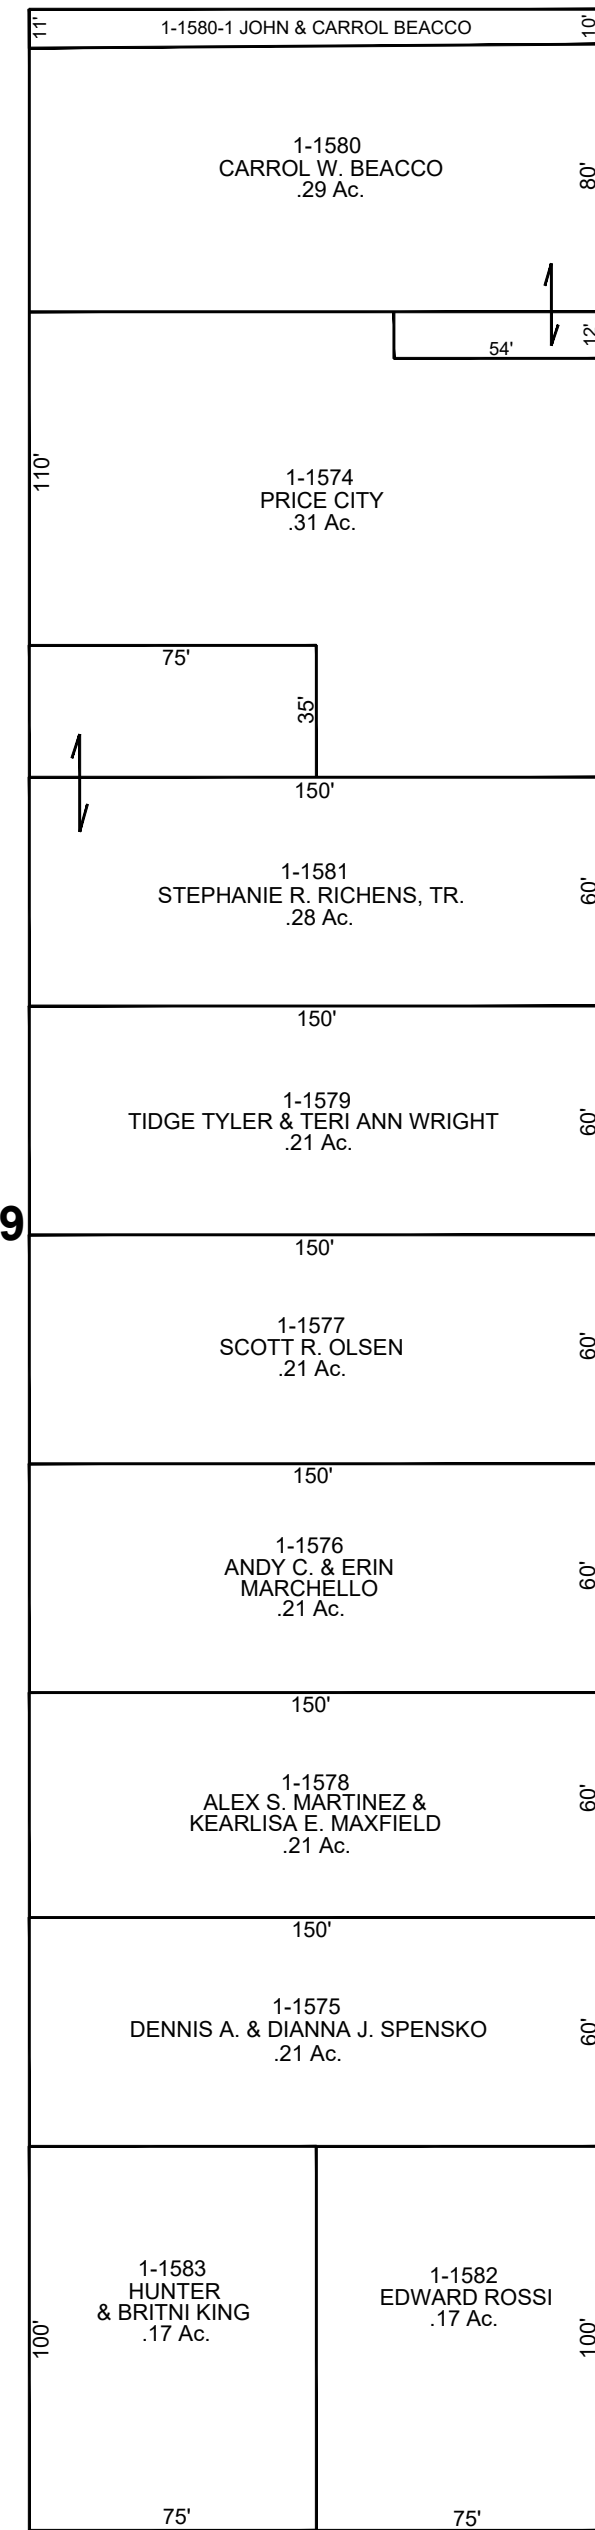 11'
1-1580-1 JOHN & CARROL BEACCO
10'
1-1580
CARROL W. BEACCO
.29 Ac.
80'
12'
54'
110'
1-1574
PRICE CITY
.31 Ac.
75'
35'
150'
1-1581
STEPHANIE R. RICHENS, TR.
.28 Ac.
60'
150'
1-1579
TIDGE TYLER & TERI ANN WRIGHT
.21 Ac.
60'
9
150'
1-1577
SCOTT R. OLSEN
.21 Ac.
60'
150'
1-1576
ANDY C. & ERIN
MARCHELLO
.21 Ac.
60'
150'
1-1578
ALEX S. MARTINEZ &
KEARLISA E. MAXFIELD
.21 Ac.
60'
150'
1-1575
DENNIS A. & DIANNA J. SPENSKO
.21 Ac.
60'
1-1583
HUNTER
& BRITNI KING
.17 Ac.
100'
75'
1-1582
EDWARD ROSSI
.17 Ac.
100'
75'